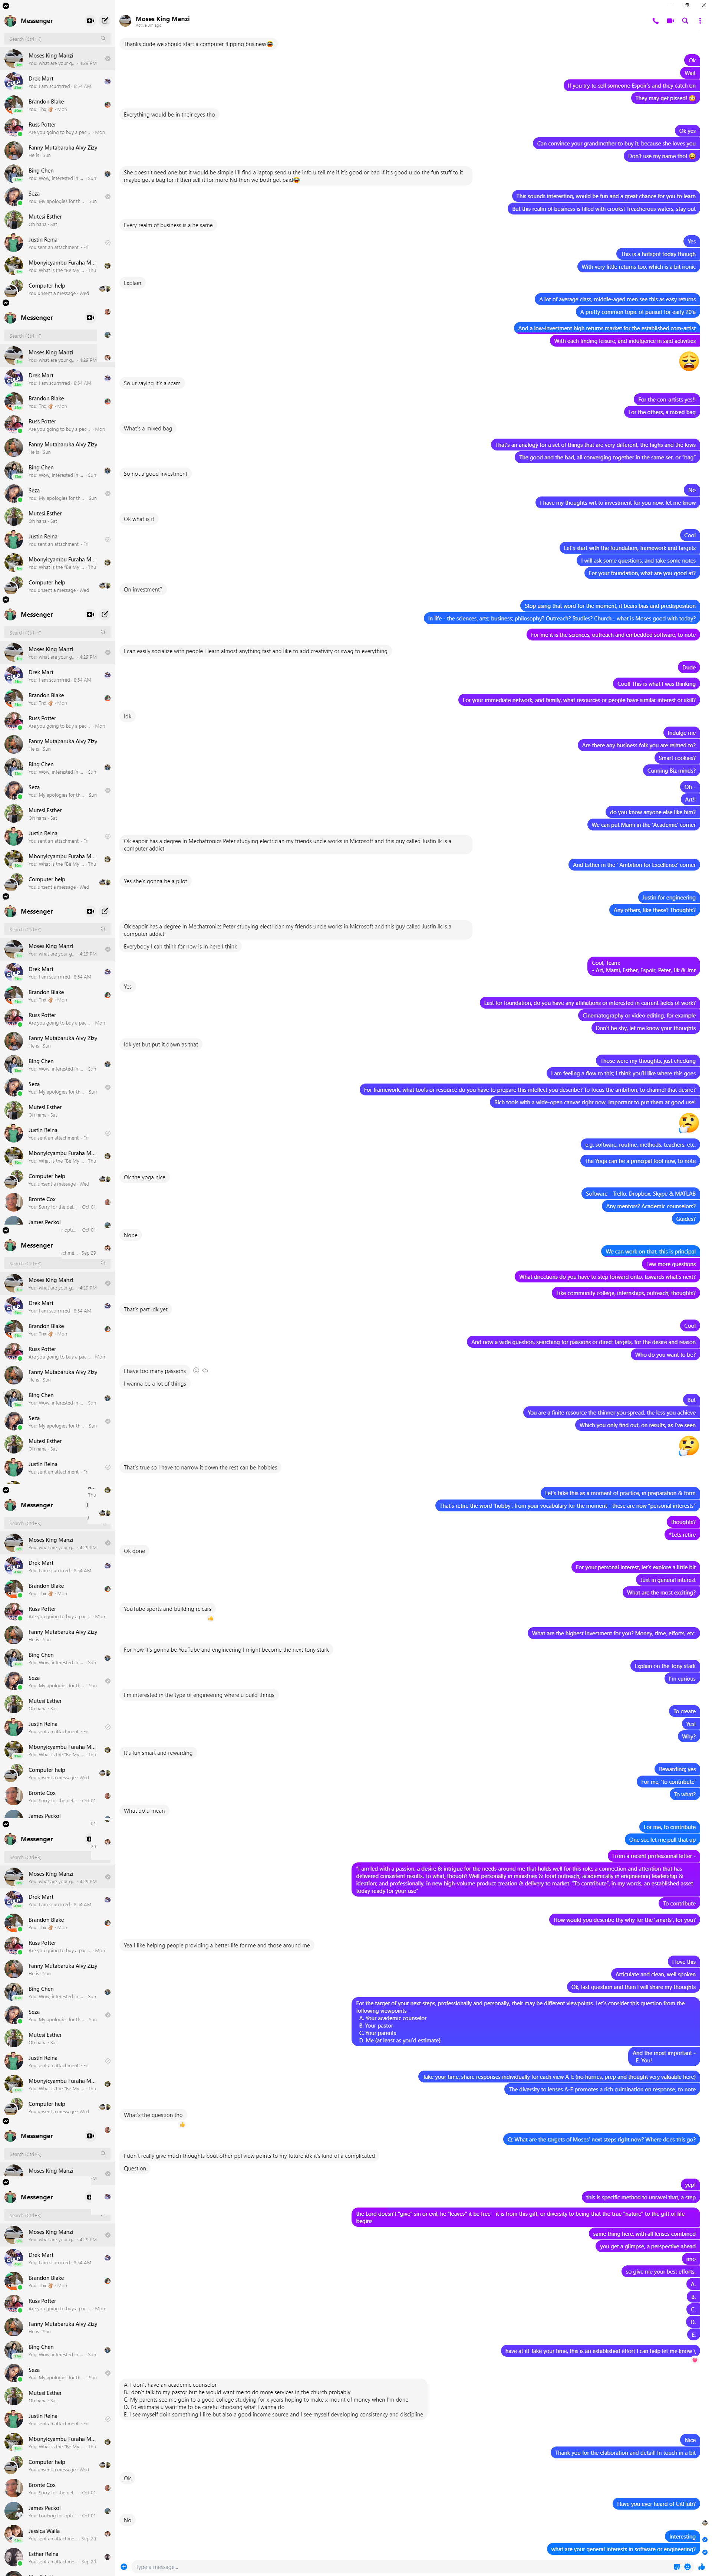 Messenger
Search (Ctrl+K)
Moses King Manzi
You: what are your g... · 4:29 PM
Drek Mart
You: I am scummred · 8:54 AM
Brandon Blake
You: Thx · Mon
Russ Potter
Are you going to buy a pac... · Mon
Fanny Mutabaruka Alvy Zizy
He is · Sun
Bing Chen
You: Wow, interested in ... · Sun
Seza
You: My apologies for th... · Sun
Mutesi Esther
Oh haha · Sat
Justin Reina
You sent an attachment. · Fri
Mbonyicyambu Furaha M...
You: What is the "Be My ... · Thu
Computer help
You unsent a message · Wed
Bronte Cox
You: Sorry for the del... · Oct 01
James Peckol
You: Looking for opti... · Oct 01
Jessica Walla
You sent an attachme... · Sep 29
Esther Reina
You sent an attachme... · Sep 29
Moses King Manzi
Thanks dude we should start a computer flipping business😂
Ok
Wait
If you try to sell someone Espoir's and they catch on
They may get pissed!
Everything would be in their eyes tho
Ok yes
Can convince your grandmother to buy it, because she loves you
Don't use my name tho!
She doesn't need one but it would be simple I'll find a laptop send u the info u tell me if it's good or bad if it's good u do the fun stuff to it
maybe get a bag for it then sell it for more Nd then we both get paid😂
This sounds interesting, would be fun and a great chance for you to learn
But this realm of business is filled with crooks! Treacherous waters, stay out
Every realm of business is a he same
Yes
This is a hotspot today though
With very little returns too, which is a bit ironic
Explain
A lot of average class, middle-aged men see this as easy returns
A pretty common topic of pursuit for early 20's
And a low-investment high returns market for the established con-artist
With each finding leisure, and indulgence in said activities
😩
So ur saying it's a scam
For the con-artists yes!!
For the others, a mixed bag
What's a mixed bag
That's an analogy for a set of things that are very different, the highs and the lows
The good and the bad, all converging together in the same set, or "bag"
So not a good investment
No
I have my thoughts wrt to investment for you now, let me know
Ok what is it
Cool
Let's start with the foundation, framework and targets
I will ask some questions, and take some notes
For your foundation, what are you good at?
On investment?
Stop using that word for the moment, it bears bias and predisposition
In life - the sciences, arts; business; philosophy? Outreach? Studies? Church... what is Moses good with today?
For me it is the sciences, outreach and embedded software, to note
I can easily socialize with people I learn almost anything fast and like to add creativity or swag to everything
Dude
Cool! This is what I was thinking
For your immediate network, and family, what resources or people have similar interest or skill?
Idk
Indulge me
Are there any business folk you are related to?
Smart cookies?
Cunning Biz minds?
Oh -
Art!!
do you know anyone else like him?
We can put Mami in the 'Academic' corner
Ok eapoir has a degree in Mechatronics Peter studying electrician my friends uncle works in Microsoft and this guy called Justin Ik is a
computer addict
And Esther in the ' Ambition for Excellence' corner
Yes she's gonna be a pilot
Justin for engineering
Any others, like these? Thoughts?
Ok eapoir has a degree in Mechatronics Peter studying electrician my friends uncle works in Microsoft and this guy called Justin Ik is a
computer addict
Everybody I can think for now is in here I think
Cool, Team:
• Art, Mami, Esther, Espoir, Peter, Jik & Jmr
Yes
Last for foundation, do you have any affiliations or interested in current fields of work?
Cinematography or video editing, for example
Don't be shy, let me know your thoughts
Idk yet but put it down as that
Those were my thoughts, just checking
I am feeling a flow to this; I think you'll like where this goes
For framework, what tools or resource do you have to prepare this intellect you describe? To focus the ambition, to channel that desire?
Rich tools with a wide-open canvas right now, important to put them at good use!
🤔
e.g. software, routine, methods, teachers, etc.
The Yoga can be a principal tool now, to note
Ok the yoga nice
Software - Trello, Dropbox, Skype & MATLAB
Any mentors? Academic counselors?
Guides?
Nope
We can work on that, this is principal
Few more questions
What directions do you have to step forward onto, towards what's next?
Like community college, internships, outreach; thoughts?
That's part idk yet
Cool
And now a wide question, searching for passions or direct targets, for the desire and mason
Who do you want to be?
I have too many passions
I wanna be a lot of things
But
You are a finite resource the thinner you spread, the less you achieve
Which you only find out, on results, as I've seen
🤔
That's true so I have to narrow it down the rest can be hobbies
Let's take this as a moment of practice, in preparation & form
That's retire the word 'hobby', from your vocabulary for the moment - these are now "personal interests"
thoughts?
*Lets retire
Ok done
For your personal interest, let's explore a little bit
Just in general interest
What are the most exciting?
YouTube sports and building rc cars
What are the highest investment for you? Money, time, efforts, etc.
For now it's gonna be YouTube and engineering I might become the next tony stark
Explain on the Tony stark
I'm curious
I'm interested in the type of engineering where u build things
To create
Yes!
Why?
It's fun smart and rewarding
Rewarding; yes
For me, 'to contribute'
To what?
What do u mean
For me, to contribute
One sec let me pull that up
From a recent professional letter -
"I am led with a passion, a desire & intrigue for the needs around me that holds well for this role; a connection and attention that has
delivered consistent results. To what, though? Well personally in ministries & food outreach; academically in engineering leadership &
ideation; and professionally, in new high-volume product creation & delivery to market. "To contribute", in my words, an established asset
today ready for your use"
To contribute
How would you describe thy why for the 'smarts', for you?
Yea I like helping people providing a better life for me and those around me
I love this
Articulate and clean, well spoken
Ok, last question and then I will share my thoughts
For the target of your next steps, professionally and personally, their may be different viewpoints. Let's consider this question from the
following viewpoints -
A. Your academic counselor
B. Your pastor
C. Your parents
D. Me (at least as you'd estimate)
And the most important -
E. You!
Take your time, share responses individually for each view A-E (no hurries, prep and thought very valuable here)
The diversity to lenses A-E promotes a rich culmination on response, to note
What's the question tho
Q: What are the targets of Moses' next steps right now? Where does this go?
I don't really give much thoughts bout other ppl view points to my future idk it's kind of a complicated
Question
yep!
this is specific method to unravel that, a step
the Lord doesn't "give" sin or evil, he "leaves" it be free - it is from this gift, or diversity to being that the true "nature" to the gift of life
begins
same thing here, with all lenses combined
you get a glimpse, a perspective ahead
imo
so give me your best efforts,
A.
B.
C.
D.
E.
have at it! Take your time, this is an established effort I can help let me know \
A. I don't have an academic counselor
B.I don't talk to my pastor but he would want me to do more services in the church probably
C. My parents see me goin to a good college studying for x years hoping to make x mount of money when I'm done
D. I'd estimate u want me to be careful choosing what I wanna do
E. I see myself doin something I like but also a good income source and I see myself developing consistency and discipline
Nice
Thank you for the elaboration and detail! In touch in a bit
Ok
Have you ever heard of GitHub?
No
Interesting
what are your general interests in software or engineering?
Type a message...